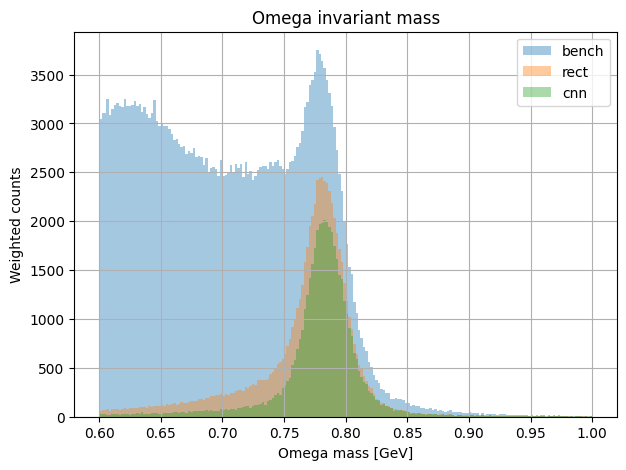 Omega invariant mass
bench
rect
cnn
Weighted counts
3500
3000
2500
2000
1500
1000
500
0
0.60 0.65 0.70 0.75 0.80 0.85 0.90 0.95 1.00
Omega mass [GeV]